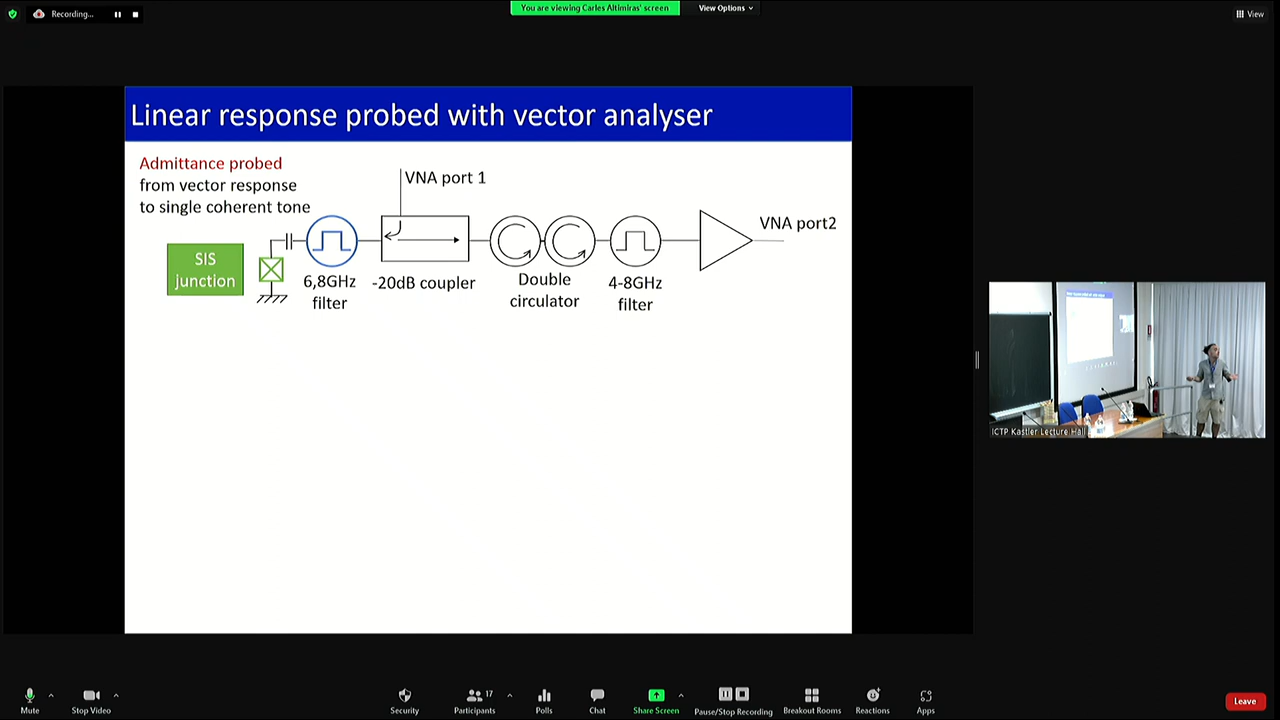 Recording...
You are viewing Carles Altimiras' screen
View Options
View
Linear response probed with vector analyser
Admittance probed
from vector response
to single coherent tone
VNA port 1
VNA port2
SIS
junction
6,8GHz
filter
-20dB coupler
Double
circulator
4-8GHz
filter
ICTP Kastler Lecture Hall
Mute
Stop Video
Security
Participants
17
Polls
Chat
Share Screen
Pause/Stop Recording
Breakout Rooms
Reactions
Apps
Leave